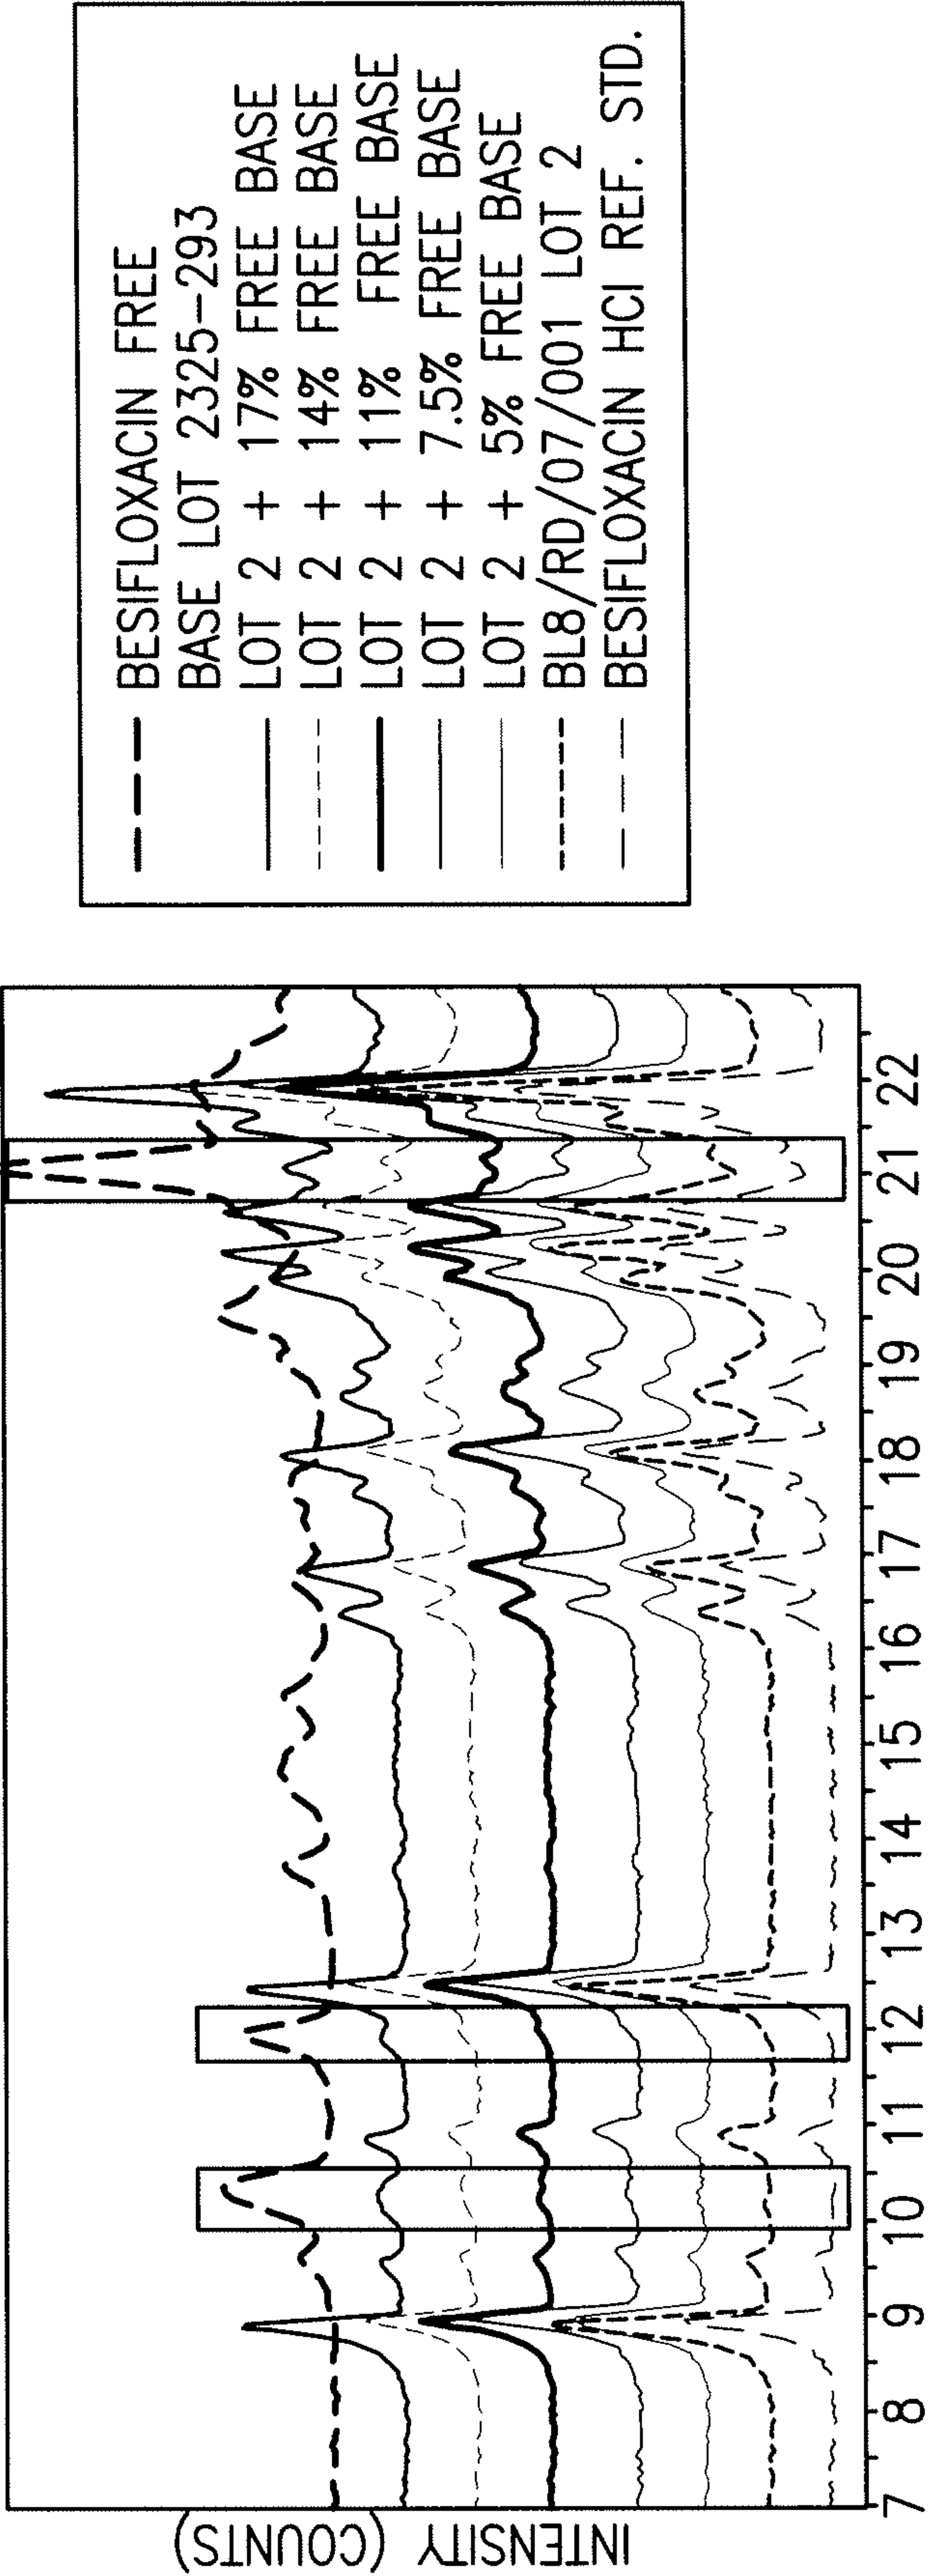 INTENSITY (COUNTS)
7 8 9 10 11 12 13 14 15 16 17 18 19 20 21 22
BESIFLOXACIN FREE
BASE LOT 2325-293
LOT 2 + 17% FREE BASE
LOT 2 + 14% FREE BASE
LOT 2 + 11% FREE BASE
LOT 2 + 7.5% FREE BASE
LOT 2 + 5% FREE BASE
BL8/RD/07/001 LOT 2
BESIFLOXACIN HCl REF. STD.